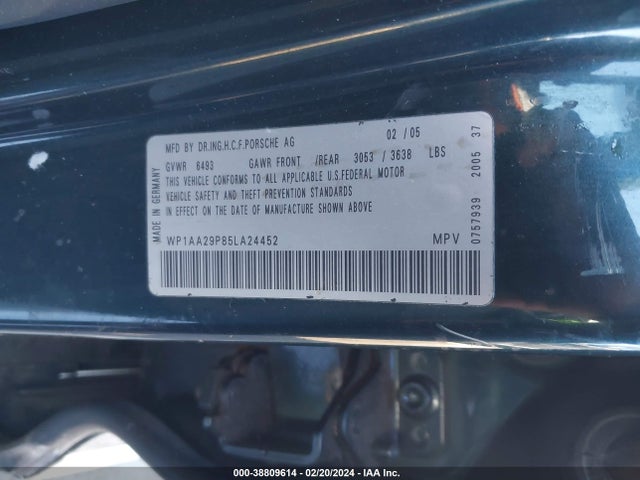 MFD BY DR.ING.H.C.F.PORSCHE AG 02 / 05
GVWR 6493 GAWR FRONT /REAR 3053 / 3638 LBS
THIS VEHICLE CONFORMS TO ALL APPLICABLE U.S.FEDERAL MOTOR
VEHICLE SAFETY AND THEFT PREVENTION STANDARDS
IN EFFECT ON THE DATE OF MANUFACTURE SHOWN ABOVE.
WP1AA29P85LA24452 MPV
MADE IN GERMANY
0757939 2005 37
000-38809614 - 02/20/2024 - IAA Inc.